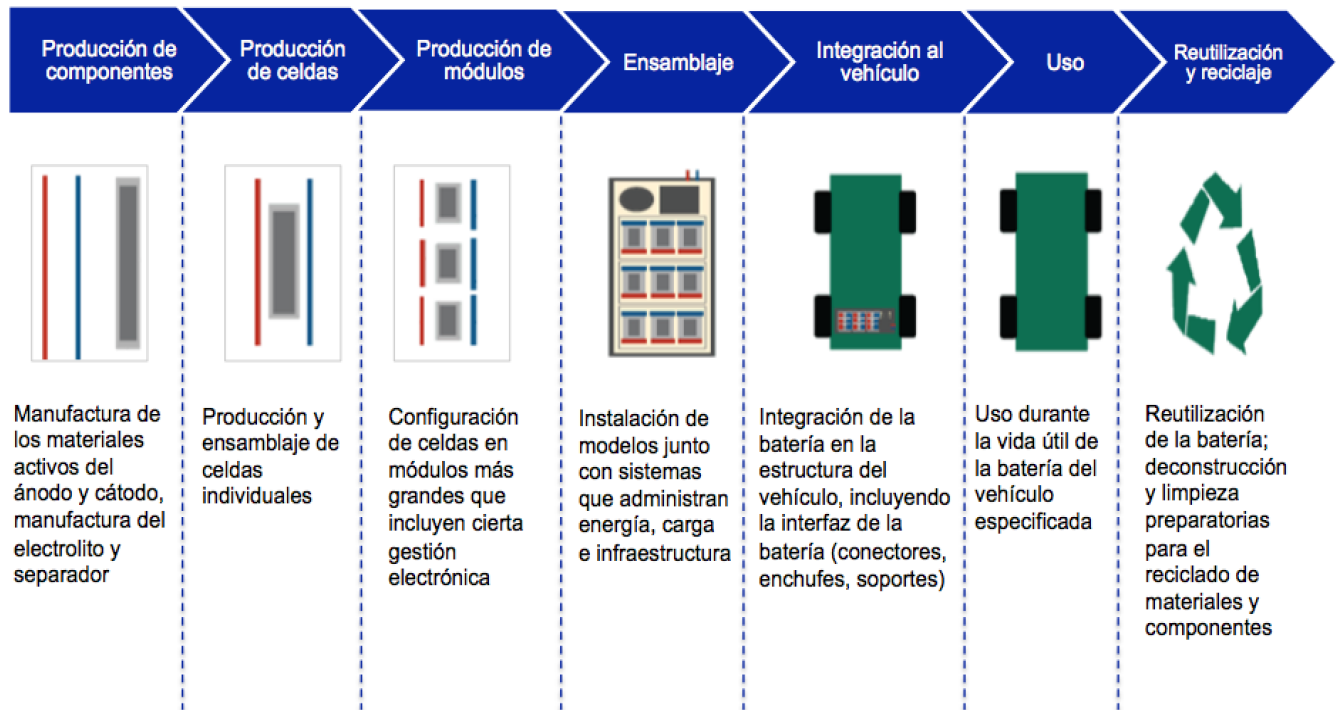 Producción de
componentes
Producción
de celdas
Producción de
módulos
Ensamblaje
Integración al
vehículo
Uso
Reutilización
y reciclaje
Manufactura de
los materiales
activos del
ánodo y cátodo,
manufactura del
electrolito y
separador
Producción y
ensamblaje de
celdas
individuales
Configuración
de celdas en
módulos más
grandes que
incluyen cierta
gestión
electrónica
Instalación de
modelos junto
con sistemas
que administran
energía, carga
e infraestructura
Integración de la
batería en la
estructura del
vehículo, incluyendo
la interfaz de la
batería (conectores,
enchufes, soportes)
Uso durante
la vida útil de
la batería del
vehículo
especificada
Reutilización
de la batería;
deconstrucción
y limpieza
preparatorias
para el
reciclado de
materiales y
componentes